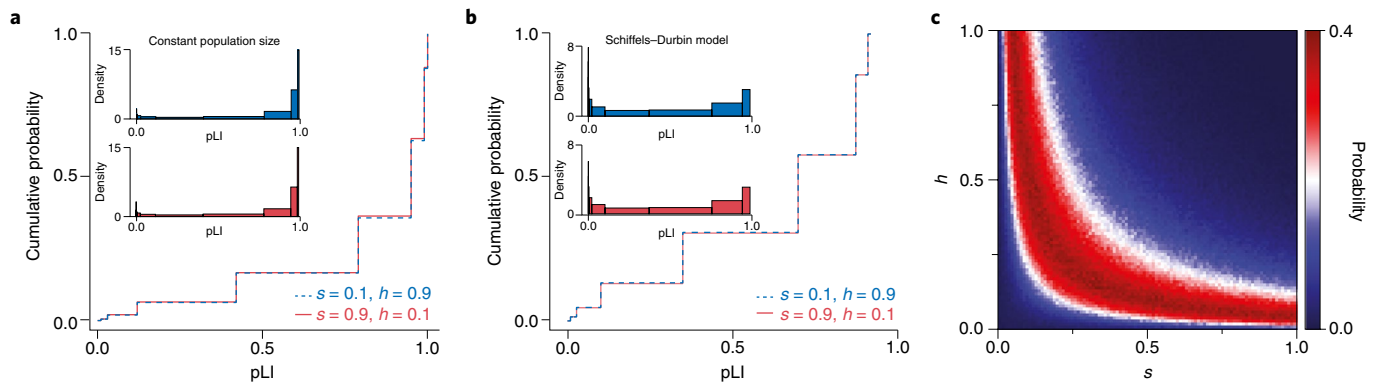 a
Cumulative probability
1.0
0.5
0.0
0.0
0.5
1.0
pLI
Constant population size
Density
15
0
0.0
1.0
pLI
Density
15
0
0.0
1.0
pLI
s = 0.1, h = 0.9
s = 0.9, h = 0.1
b
Cumulative probability
1.0
0.5
0.0
0.0
0.5
1.0
pLI
Schiffels–Durbin model
Density
8
0
0.0
1.0
pLI
Density
8
0
0.0
1.0
pLI
s = 0.1, h = 0.9
s = 0.9, h = 0.1
c
h
1.0
0.5
0.0
0.0
0.5
1.0
s
0.4
0.0
Probability